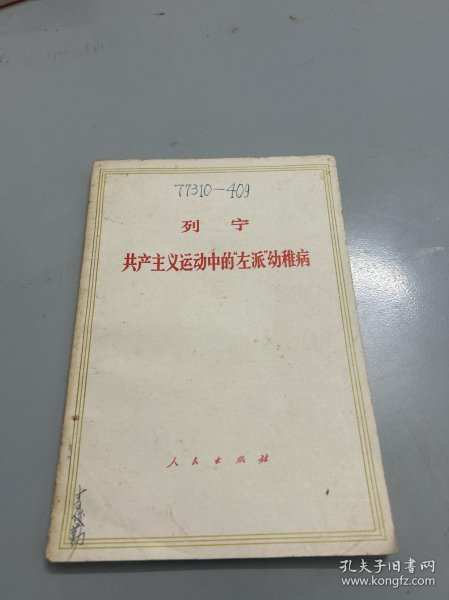 77310-409
列宁
共产主义运动中的“左派”幼稚病
人民出版社
孔夫子旧书网
www.kongfz.com